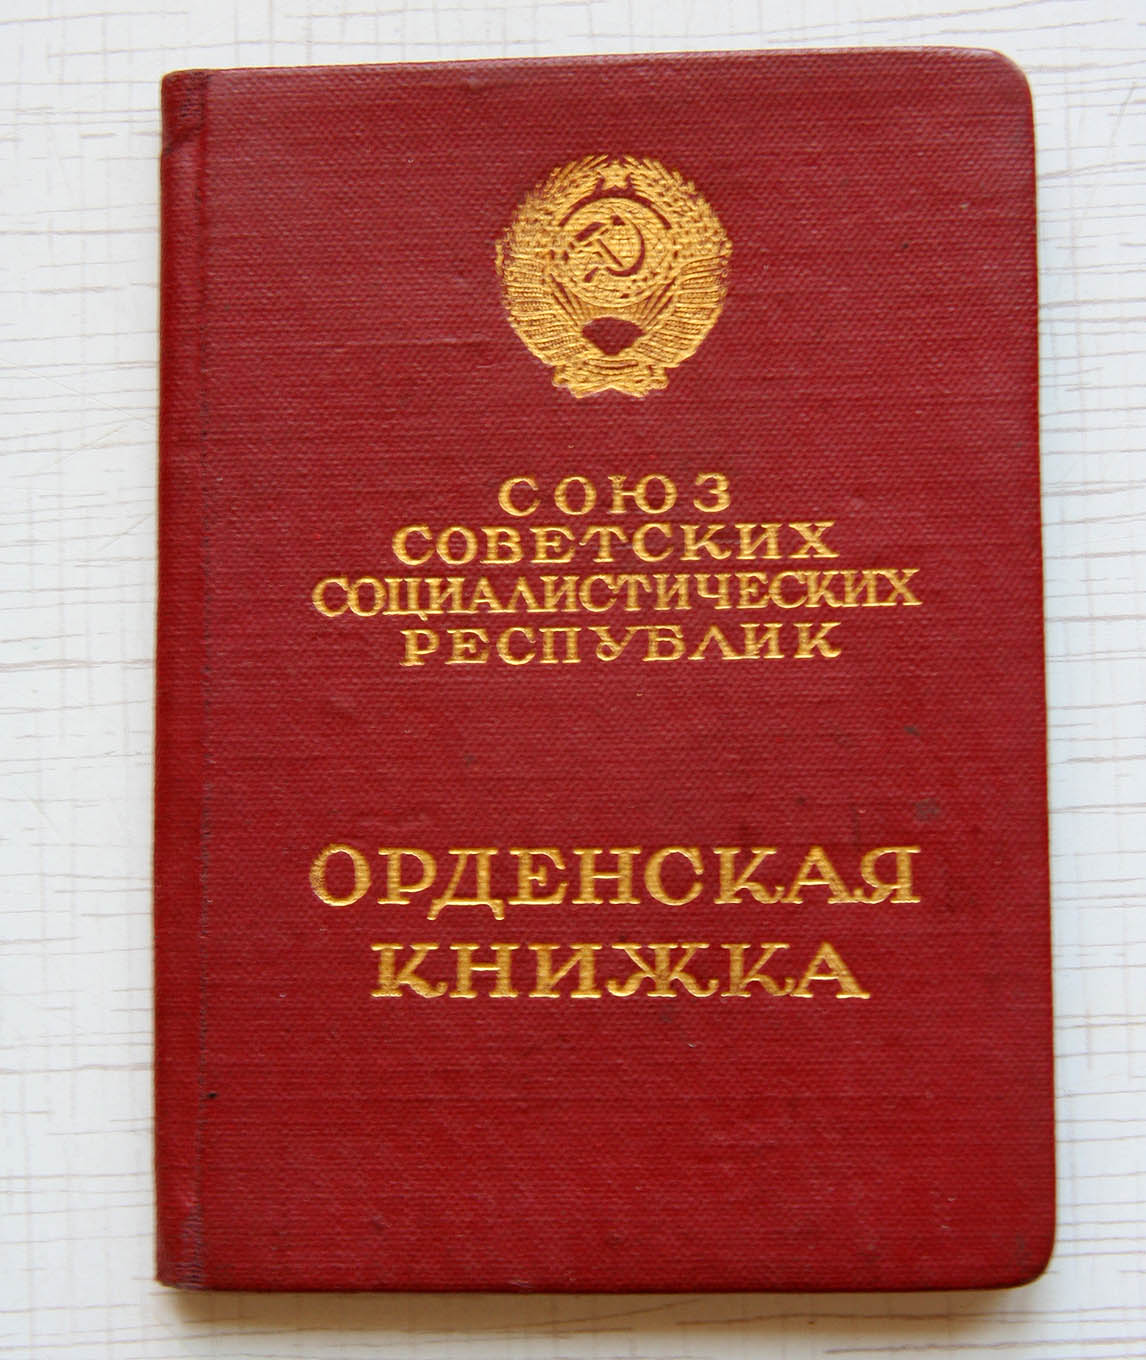 СОЮЗ
СОВЕТСКИХ
СОЦИАЛИСТИЧЕСКИХ
РЕСПУБЛИК
ОРДЕНСКАЯ
КНИЖКА